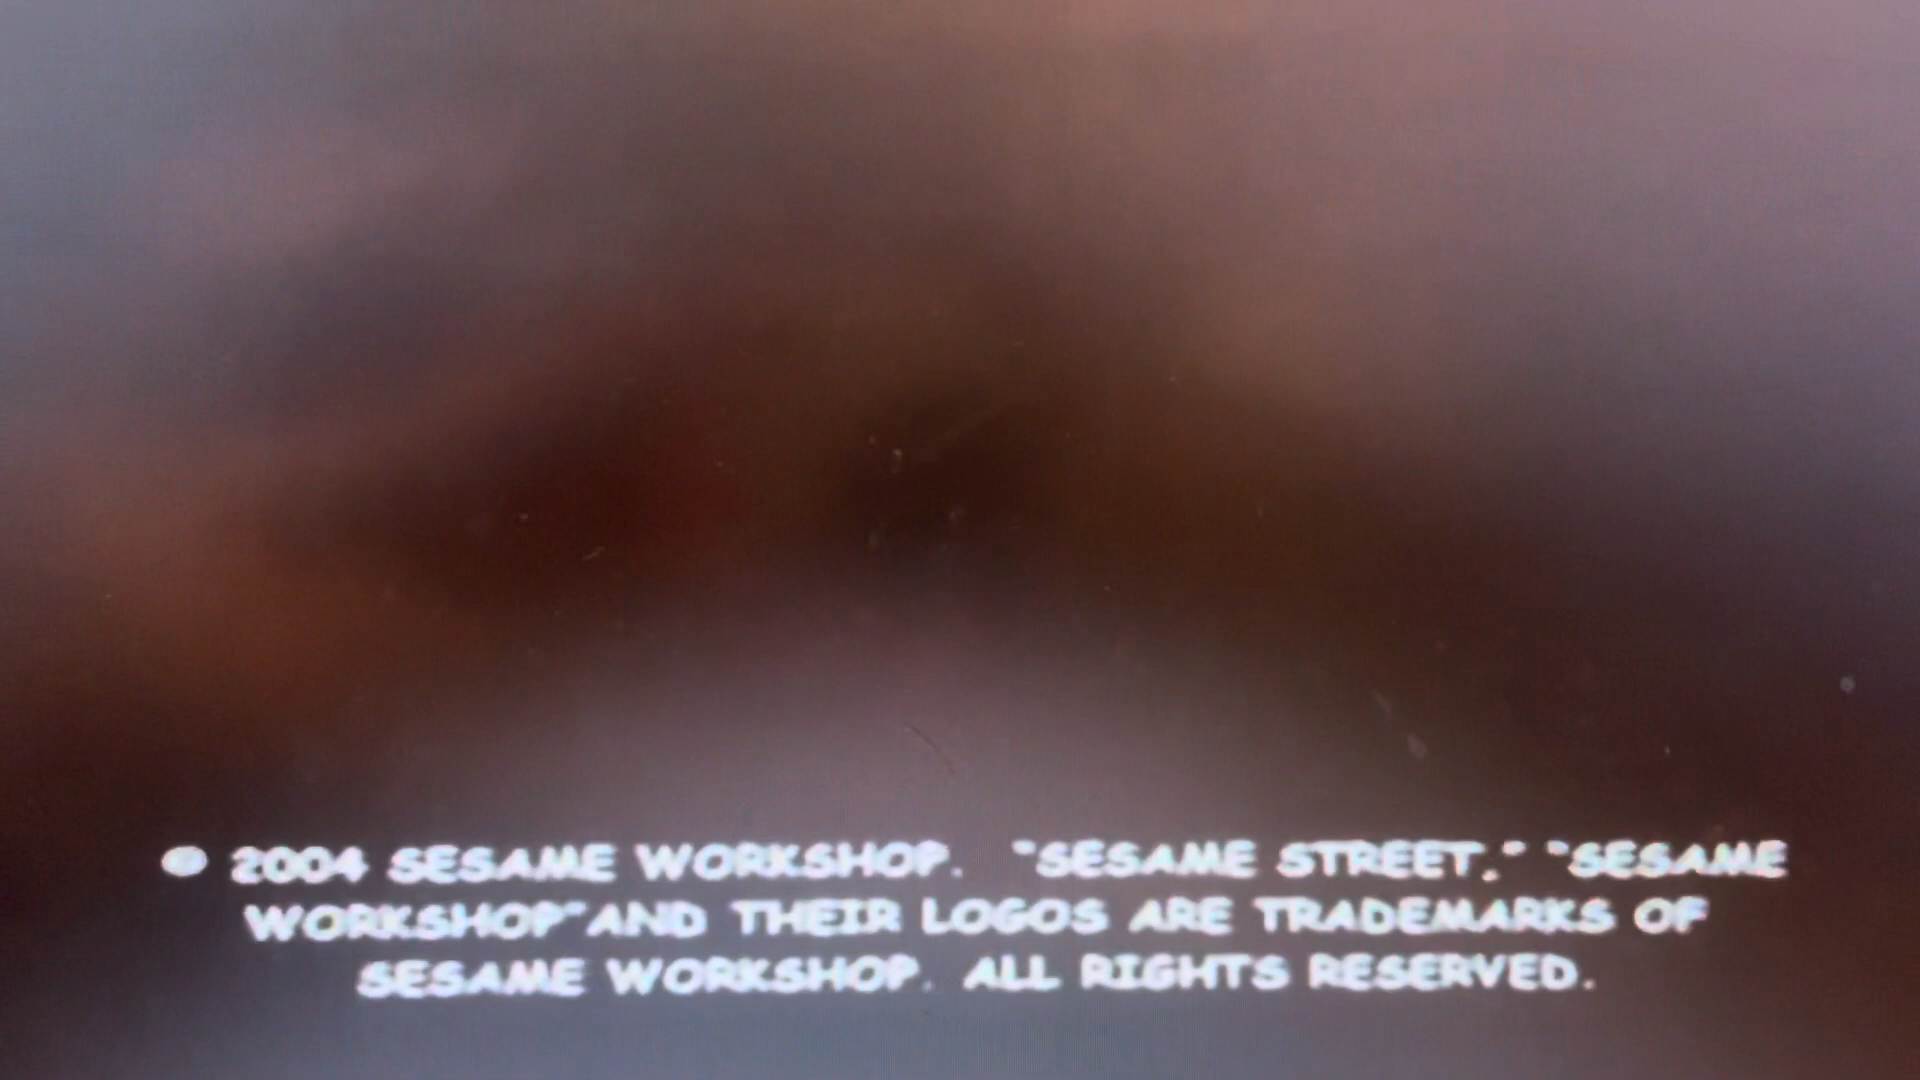 © 2004 SESAME WORKSHOP. "SESAME STREET," "SESAME
WORKSHOP" AND THEIR LOGOS ARE TRADEMARKS OF
SESAME WORKSHOP. ALL RIGHTS RESERVED.